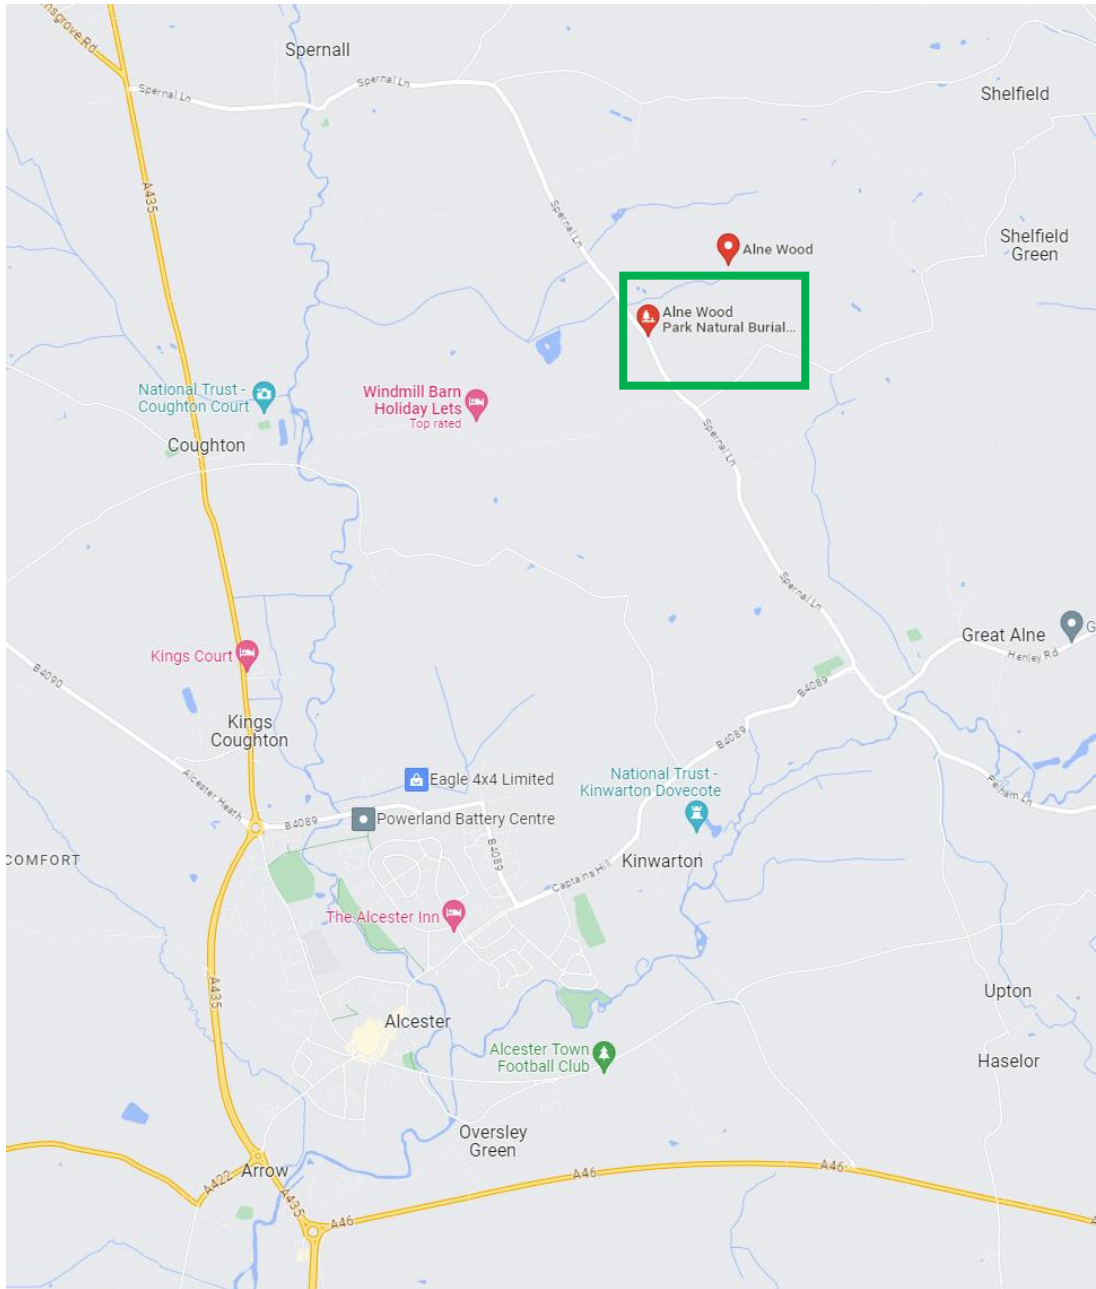 nsgrove Rd
Spernall
Spernal Ln
Spernal Ln
Shelfield
A435
Spernal Ln
Shelfield
Green
Alne Wood
Alne Wood
Park Natural Burial...
National Trust -
Coughton Court
Windmill Barn
Holiday Lets
Top rated
Coughton
Spernal Ln
Spernal Ln
Great Alne
G
Henley Rd
Kings Court
B4090
B4089
Kings
Coughton
B4089
Alcester Heath
Eagle 4x4 Limited
National Trust -
Kinwarton Dovecote
Pelham Ln
B4089
Powerland Battery Centre
B4089
COMFORT
Kinwarton
Captains Hill
The Alcester Inn
A435
Upton
Alcester
Alcester Town
Football Club
Haselor
Oversley
Green
Arrow
A422
A435
A46
A46
A46